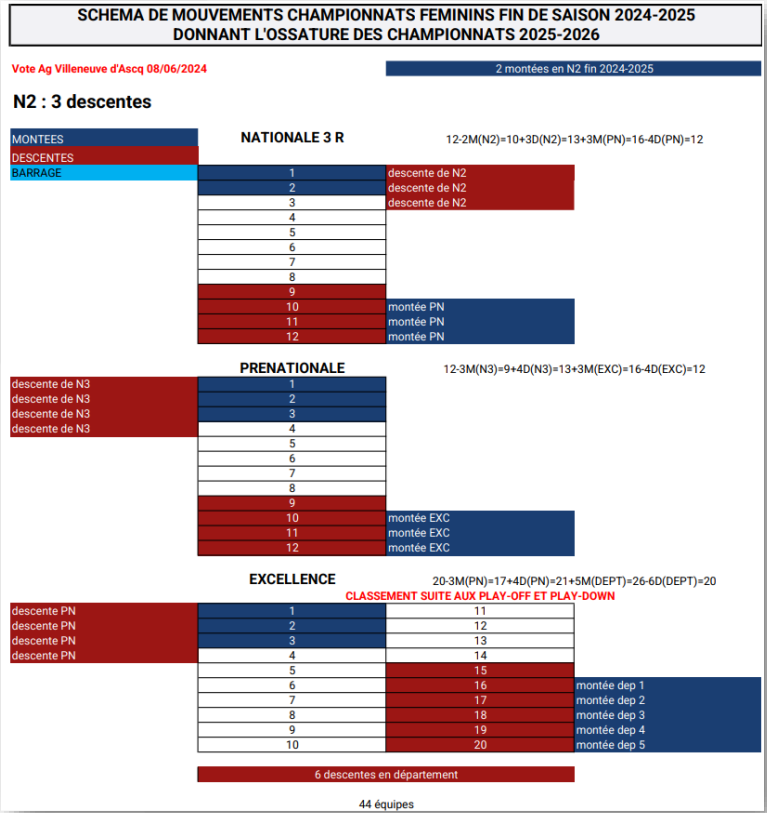 SCHEMA DE MOUVEMENTS CHAMPIONNATS FEMININS FIN DE SAISON 2024-2025
DONNANT L'OSSATURE DES CHAMPIONNATS 2025-2026
Vote Ag Villeneuve d'Ascq 08/06/2024
2 montées en N2 fin 2024-2025
N2 : 3 descentes
MONTEES NATIONALE 3 R 12-2M(N2)=10+3D(N2)=13+3M(PN)=16-4D(PN)=12
DESCENTES
BARRAGE 1 descente de N2
2 descente de N2
3 descente de N2
4
5
6
7
8
9
10 montée PN
11 montée PN
12 montée PN
PRENATIONALE 12-3M(N3)=9+4D(N3)=13+3M(EXC)=16-4D(EXC)=12
descente de N3 1
descente de N3 2
descente de N3 3
descente de N3 4
5
6
7
8
9
10 montée EXC
11 montée EXC
12 montée EXC
EXCELLENCE 20-3M(PN)=17+4D(PN)=21+5M(DEPT)=26-6D(DEPT)=20
CLASSEMENT SUITE AUX PLAY-OFF ET PLAY-DOWN
descente PN 1 11
descente PN 2 12
descente PN 3 13
descente PN 4 14
5 15
6 16 montée dep 1
7 17 montée dep 2
8 18 montée dep 3
9 19 montée dep 4
10 20 montée dep 5
6 descentes en département
44 équipes